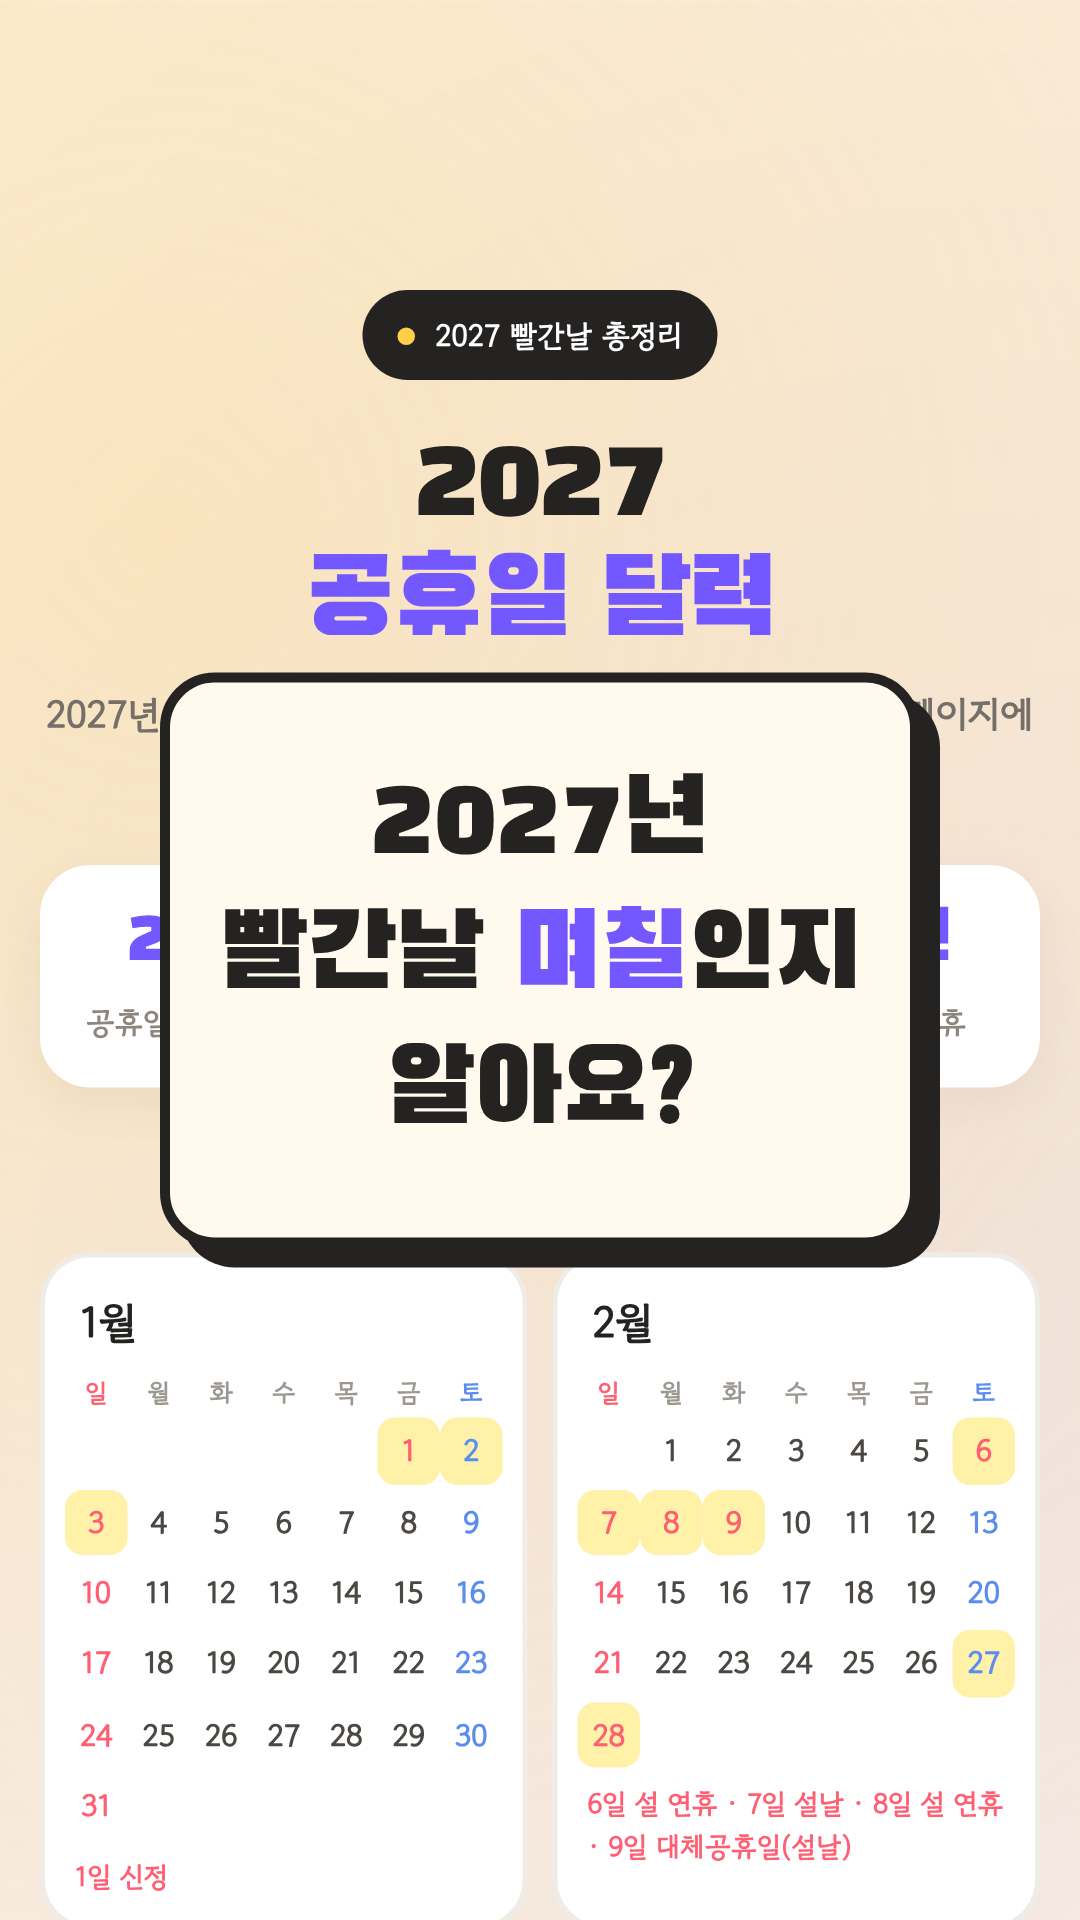 2027 빨간날 총정리
2027
공휴일 달력
2027년
페이지에
2027년
빨간날 며칠인지
알아요?
2
공휴일
휴
1월
일 월 화 수 목 금 토
1 2
3 4 5 6 7 8 9
10 11 12 13 14 15 16
17 18 19 20 21 22 23
24 25 26 27 28 29 30
31
1일 신정
2월
일 월 화 수 목 금 토
1 2 3 4 5 6
7 8 9 10 11 12 13
14 15 16 17 18 19 20
21 22 23 24 25 26 27
28
6일 설 연휴 · 7일 설날 · 8일 설 연휴
· 9일 대체공휴일(설날)